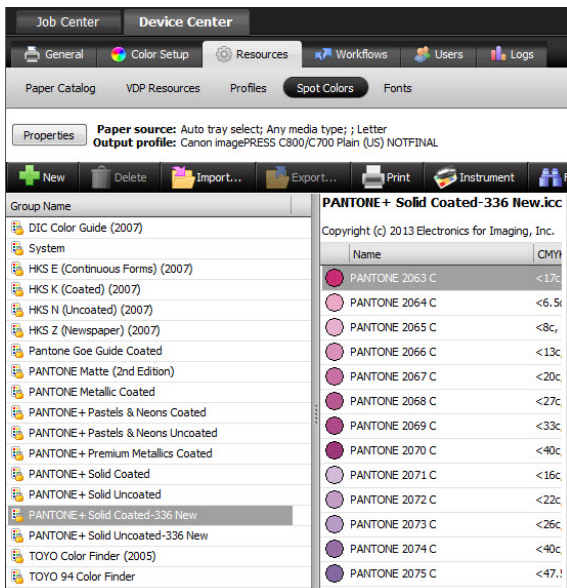 Job Center
Device Center
General
Color Setup
Resources
Workflows
Users
Logs
Paper Catalog
VDP Resources
Profiles
Spot Colors
Fonts
Properties
Paper source: Auto tray select; Any media type; ; Letter
Output profile: Canon imagePRESS C800/C700 Plain (US) NOTFINAL
New
Delete
Import...
Export...
Print
Instrument
Group Name
DIC Color Guide (2007)
System
HKS E (Continuous Forms) (2007)
HKS K (Coated) (2007)
HKS N (Uncoated) (2007)
HKS Z (Newspaper) (2007)
Pantone Goe Guide Coated
PANTONE Matte (2nd Edition)
PANTONE Metallic Coated
PANTONE+ Pastels & Neons Coated
PANTONE+ Pastels & Neons Uncoated
PANTONE+ Premium Metallics Coated
PANTONE+ Solid Coated
PANTONE+ Solid Uncoated
PANTONE+ Solid Coated-336 New
PANTONE+ Solid Uncoated-336 New
TOYO Color Finder (2005)
TOYO 94 Color Finder
PANTONE+ Solid Coated-336 New.icc
Copyright (c) 2013 Electronics for Imaging, Inc.
Name CMY
PANTONE 2063 C <17c
PANTONE 2064 C <6.5c
PANTONE 2065 C <8c,
PANTONE 2066 C <13c
PANTONE 2067 C <20c
PANTONE 2068 C <27c
PANTONE 2069 C <33c
PANTONE 2070 C <40c
PANTONE 2071 C <16c
PANTONE 2072 C <22c
PANTONE 2073 C <26c
PANTONE 2074 C <40c
PANTONE 2075 C <47.